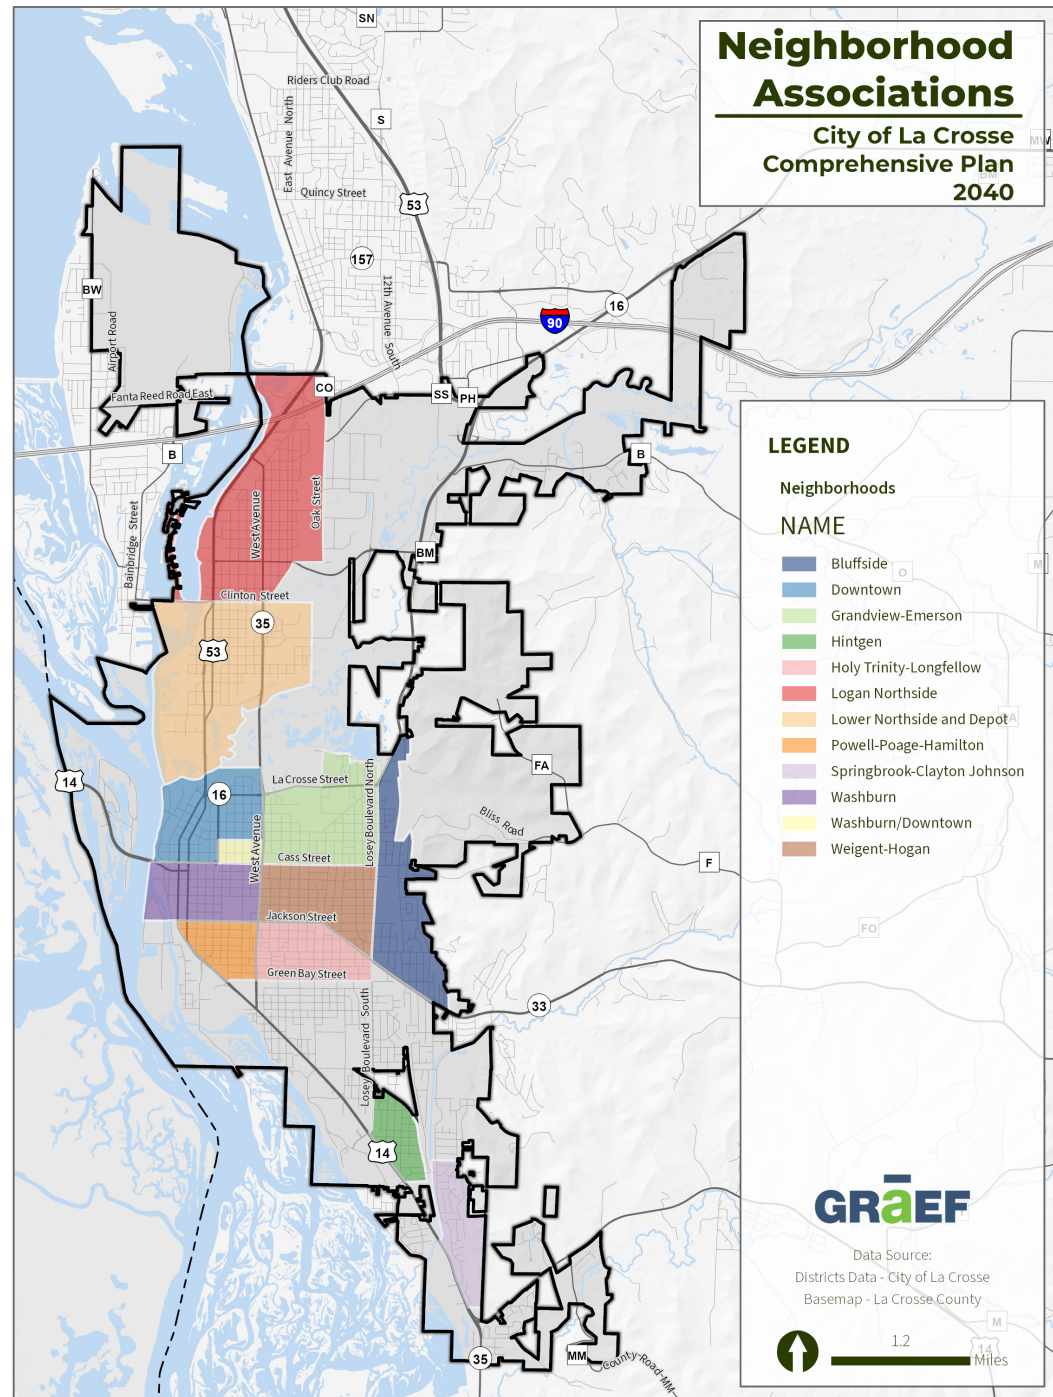 Neighborhood
Associations
City of La Crosse
Comprehensive Plan
2040
SN
Riders Club Road
East Avenue North
S
MW
BM
Quincy Street
53
157
BW
12th Avenue South
16
90
Airport Road
CO
SS
PH
Fanta Reed Road East
B
B
West Avenue
Oak Street
Bainbridge Street
BM
Clinton Street
35
53
14
La Crosse Street
Losey Boulevard North
16
FA
Bliss Road
West Avenue
Cass Street
F
Jackson Street
Green Bay Street
33
Losey Boulevard South
14
35
MM
County-Road-MM
LEGEND
Neighborhoods
NAME
Bluffside
O
M
Downtown
Grandview-Emerson
Hintgen
Holy Trinity-Longfellow
Logan Northside
Lower Northside and Depot
Powell-Poage-Hamilton
Springbrook-Clayton Johnson
Washburn
Washburn/Downtown
Weigent-Hogan
FO
GRAEF
Data Source:
Districts Data - City of La Crosse
Basemap - La Crosse County
M
14
1.2
Miles